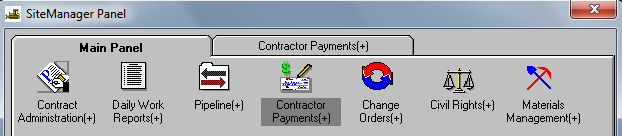 SiteManager Panel
Main Panel
Contractor Payments(+)
Contract Administration(+)
Daily Work Reports(+)
Pipeline(+)
Contractor Payments(+)
Change Orders(+)
Civil Rights(+)
Materials Management(+)